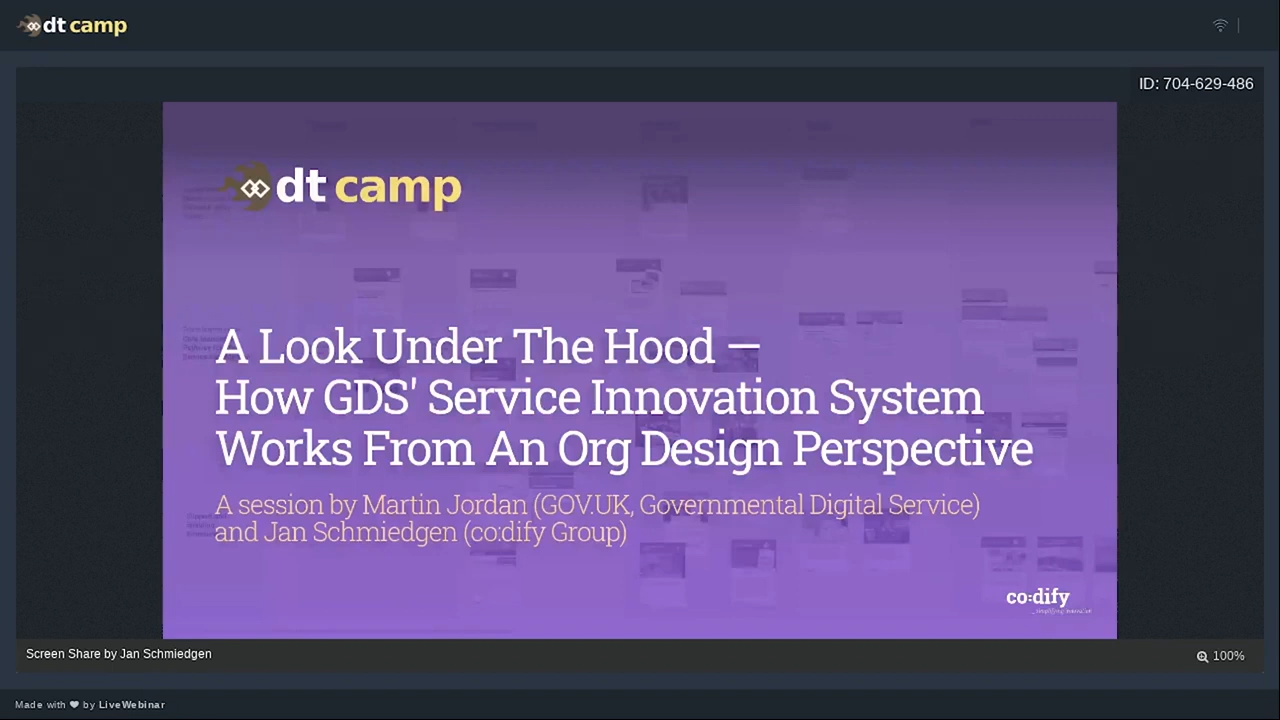 dt camp
ID: 704-629-486
dt camp
A Look Under The Hood —
How GDS' Service Innovation System
Works From An Org Design Perspective
A session by Martin Jordan (GOV.UK, Governmental Digital Service)
and Jan Schmiedgen (co:dify Group)
co:dify
Screen Share by Jan Schmiedgen
100%
Made with ❤ by LiveWebinar